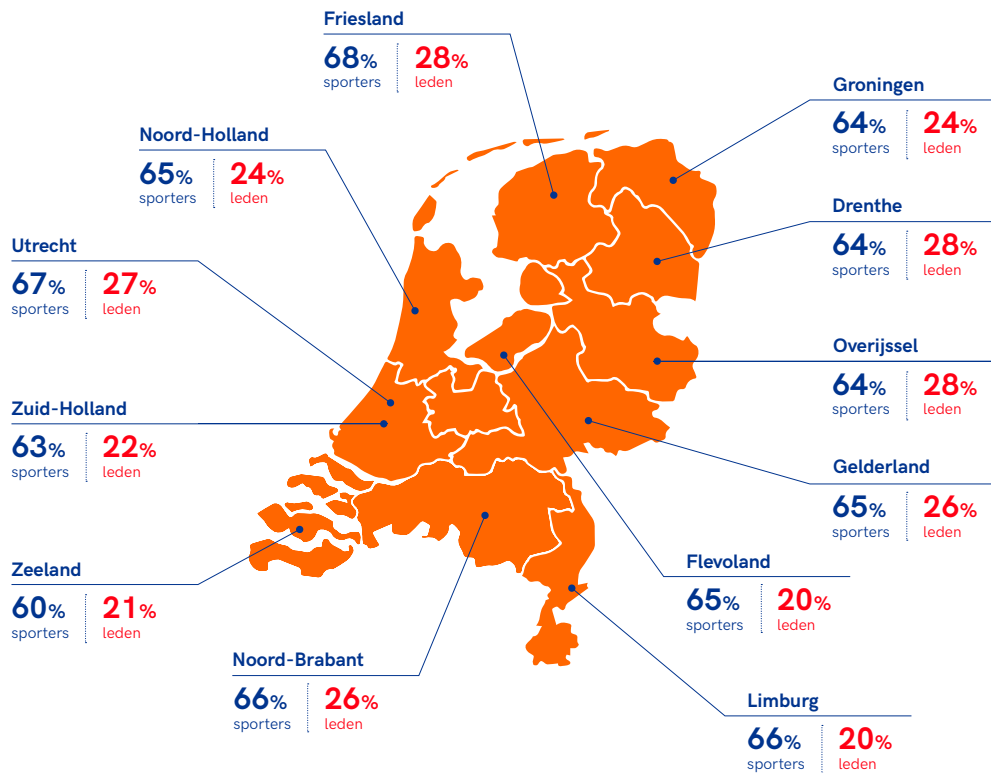 Friesland
68% 28%
sporters leden
Groningen
64% 24%
sporters leden
Noord-Holland
65% 24%
sporters leden
Drenthe
64% 28%
sporters leden
Utrecht
67% 27%
sporters leden
Overijssel
64% 28%
sporters leden
Zuid-Holland
63% 22%
sporters leden
Gelderland
65% 26%
sporters leden
Zeeland
60% 21%
sporters leden
Flevoland
65% 20%
sporters leden
Noord-Brabant
66% 26%
sporters leden
Limburg
66% 20%
sporters leden